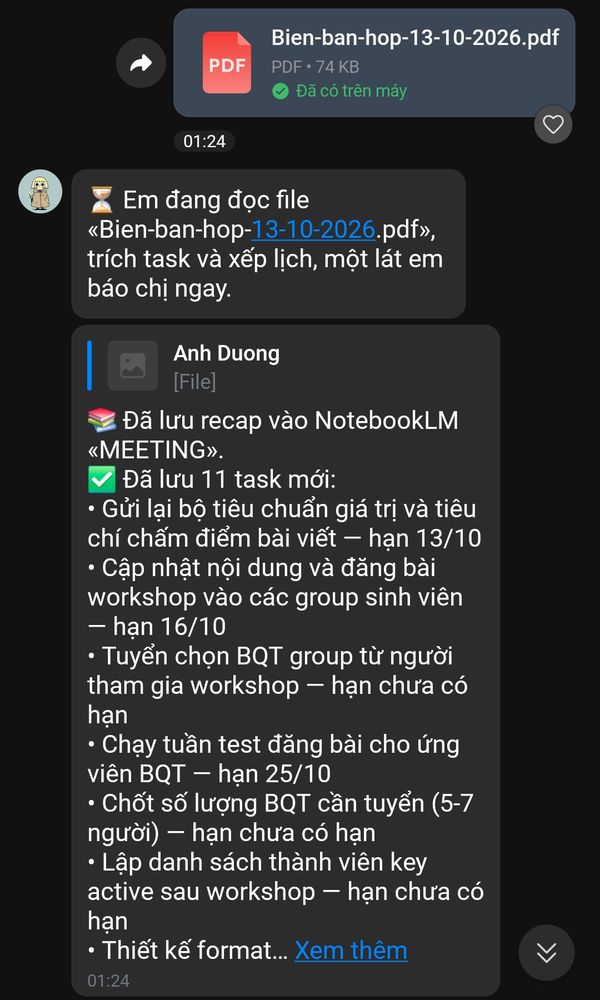 Bien-ban-hop-13-10-2026.pdf
PDF
PDF • 74 KB
Đã có trên máy
01:24
⏳ Em đang đọc file
«Bien-ban-hop-13-10-2026.pdf»,
trích task và xếp lịch, một lát em
báo chị ngay.
Anh Duong
[File]
📚 Đã lưu recap vào NotebookLM
«MEETING».
✅ Đã lưu 11 task mới:
• Gửi lại bộ tiêu chuẩn giá trị và tiêu
chí chấm điểm bài viết — hạn 13/10
• Cập nhật nội dung và đăng bài
workshop vào các group sinh viên
— hạn 16/10
• Tuyển chọn BQT group từ người
tham gia workshop — hạn chưa có
hạn
• Chạy tuần test đăng bài cho ứng
viên BQT — hạn 25/10
• Chốt số lượng BQT cần tuyển (5-7
người) — hạn chưa có hạn
• Lập danh sách thành viên key
active sau workshop — hạn chưa có
hạn
• Thiết kế format... Xem thêm
01:24